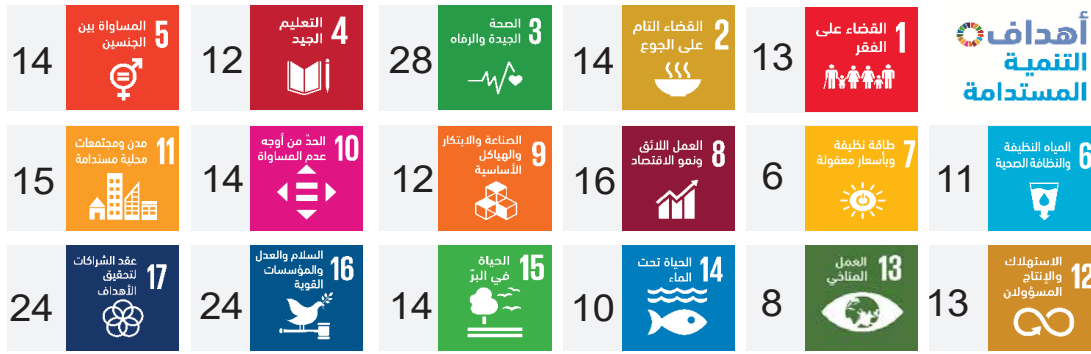 أهداف
التنمية
المستدامة
1 القضاء على
الفقر
13
2 القضاء التام
على الجوع
14
3 الصحة
الجيدة والرفاه
28
4 التعليم
الجيد
12
5 المساواة بين
الجنسين
14
6 المياه النظيفة
والنظافة الصحية
11
7 طاقة نظيفة
وبأسعار معقولة
6
8 العمل اللائق
ونمو الاقتصاد
16
9 الصناعة والابتكار
والهياكل
الأساسية
12
10 الحدّ من أوجه
عدم المساواة
14
11 مدن ومجتمعات
محلية مستدامة
15
12 الاستهلاك
والإنتاج
المسؤولان
13
13 العمل
المناخي
8
14 الحياة تحت
الماء
10
15 الحياة
في البرّ
14
16 السلام والعدل
والمؤسسات
القوية
24
17 عقد الشراكات
لتحقيق
الأهداف
24